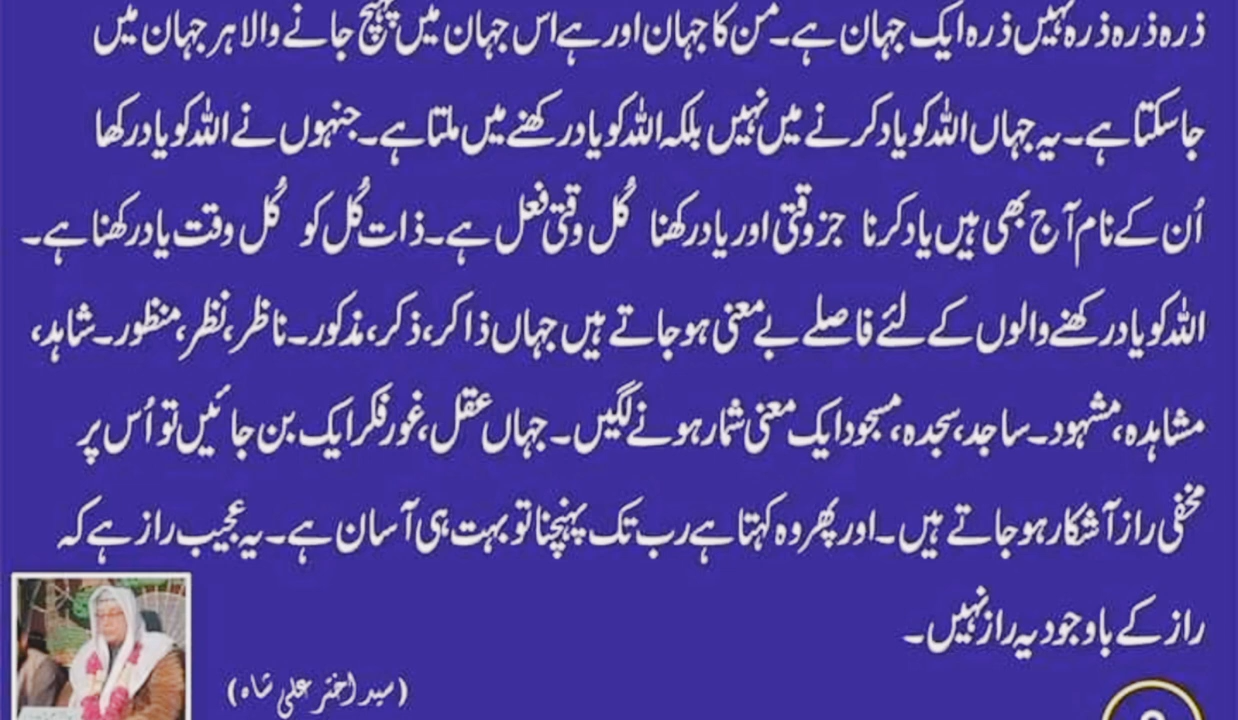 ذرہ ذرہ ذرہ نہیں ذرہ ایک جہان ہے۔ من کا جہان اور ہے اس جہان میں پہنچ جانے والا ہر جہان میں
جا سکتا ہے۔ یہ جہاں اللہ کو یاد کرنے میں نہیں بلکہ اللہ کو یاد رکھنے میں ملتا ہے۔ جنہوں نے اللہ کو یاد رکھا
اُن کے نام آج بھی ہیں یاد کرنا جز وقتی اور یاد رکھنا کُل وقتی فعل ہے۔ ذات کُل کو کُل وقت یاد رکھنا ہے۔
اللہ کو یاد رکھنے والوں کے لئے فاصلے بے معنی ہو جاتے ہیں جہاں ذاکر، ذکر، مذکور۔ ناظر، نظر، منظور۔ شاہد،
مشاہدہ، مشہود۔ ساجد، سجدہ، مسجود ایک معنی شمار ہونے لگیں۔ جہاں عقل، غور فکر ایک بن جائیں تو اُس پر
مخفی راز آشکار ہو جاتے ہیں۔ اور پھر وہ کہتا ہے رب تک پہنچنا تو بہت ہی آسان ہے۔ یہ عجیب راز ہے کہ
راز کے باوجود یہ راز نہیں۔
(سید اختر علی شاہ)